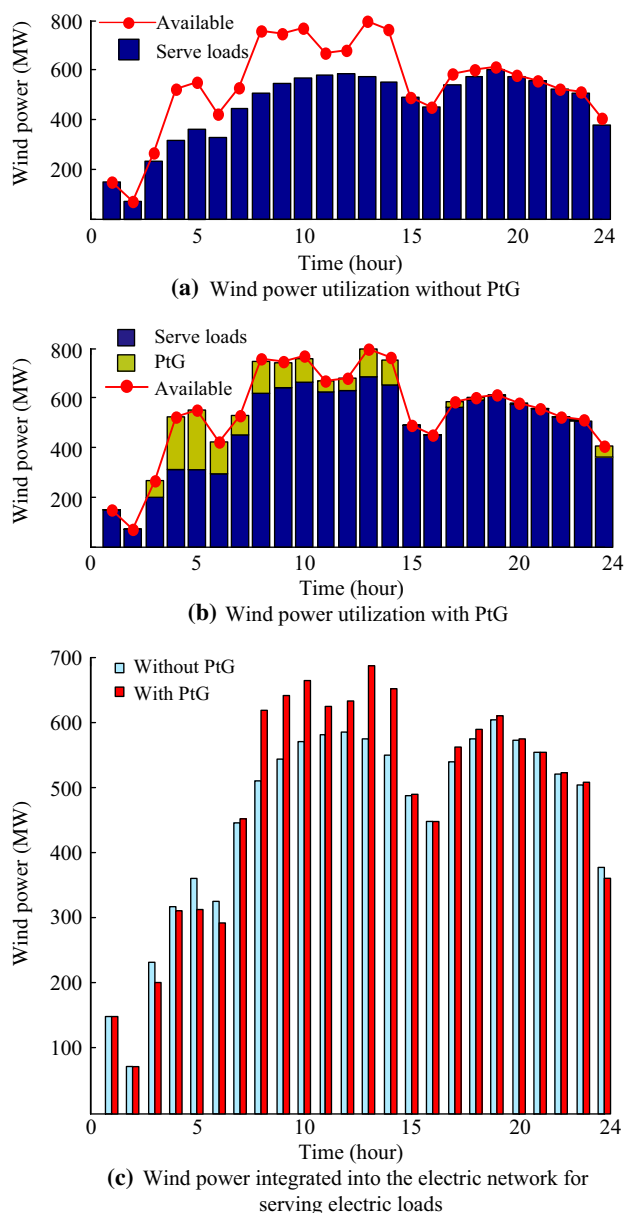 Wind power (MW)
800
600
400
200
Available
Serve loads
0
5
10
15
20
24
Time (hour)
(a) Wind power utilization without PtG
Wind power (MW)
800
600
400
200
Serve loads
PtG
Available
0
5
10
15
20
24
Time (hour)
(b) Wind power utilization with PtG
Wind power (MW)
700
600
500
400
300
200
100
Without PtG
With PtG
0
5
10
15
20
24
Time (hour)
(c) Wind power integrated into the electric network for
serving electric loads